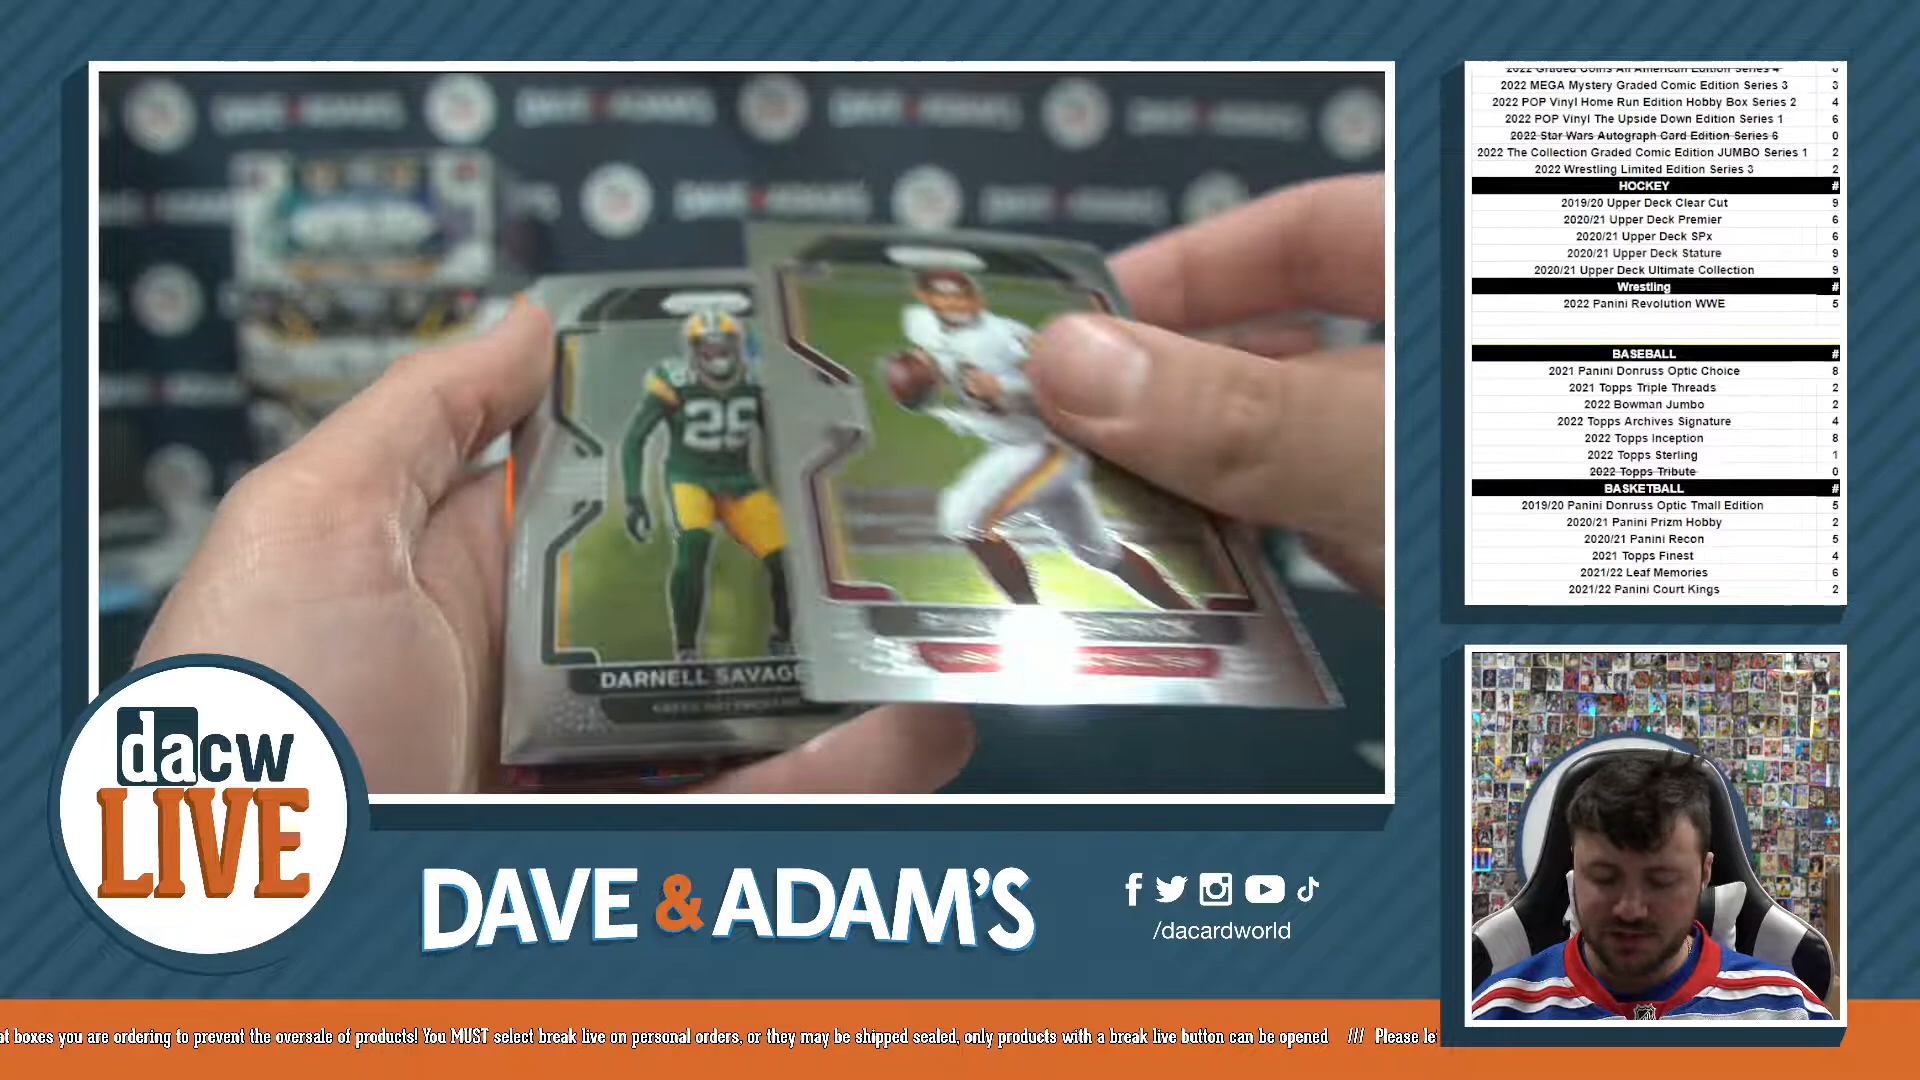 26
DARNELL SAVAGE
2022 MEGA Mystery Graded Comic Edition Series 3 3
2022 POP Vinyl Home Run Edition Hobby Box Series 2 4
2022 POP Vinyl The Upside Down Edition Series 1 6
2022 Star Wars Autograph Card Edition Series 6 0
2022 The Collection Graded Comic Edition JUMBO Series 1 2
2022 Wrestling Limited Edition Series 3 2
HOCKEY #
2019/20 Upper Deck Clear Cut 9
2020/21 Upper Deck Premier 6
2020/21 Upper Deck SPx 6
2020/21 Upper Deck Stature 9
2020/21 Upper Deck Ultimate Collection 9
Wrestling #
2022 Panini Revolution WWE 5
BASEBALL #
2021 Panini Donruss Optic Choice 8
2021 Topps Triple Threads 2
2022 Bowman Jumbo 2
2022 Topps Archives Signature 4
2022 Topps Inception 8
2022 Topps Sterling 1
2022 Topps Tribute 0
BASKETBALL #
2019/20 Panini Donruss Optic Tmall Edition 5
2020/21 Panini Prizm Hobby 2
2020/21 Panini Recon 5
2021 Topps Finest 4
2021/22 Leaf Memories 6
2021/22 Panini Court Kings 2
dacw
LIVE
DAVE & ADAM'S
/dacardworld
at boxes you are ordering to prevent the oversale of products! You MUST select break live on personal orders, or they may be shipped sealed, only products with a break live button can be opened /// Please le